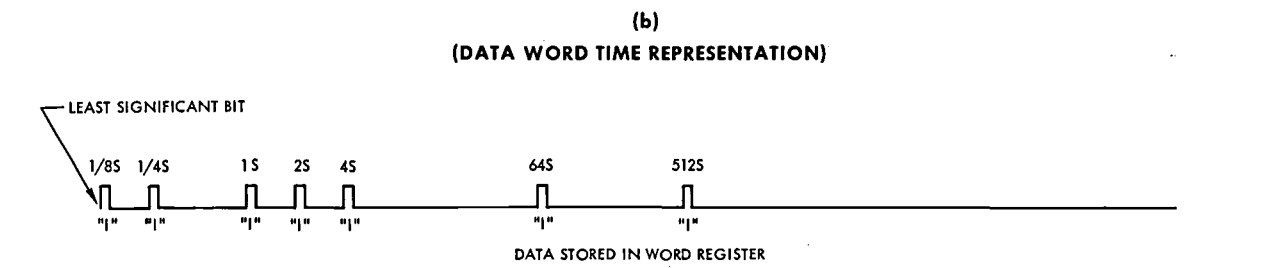 (b)
(DATA WORD TIME REPRESENTATION)
LEAST SIGNIFICANT BIT
1/8S 1/4S 1S 2S 4S 64S 512S
"1" "1" "1" "1" "1" "1" "1"
DATA STORED IN WORD REGISTER